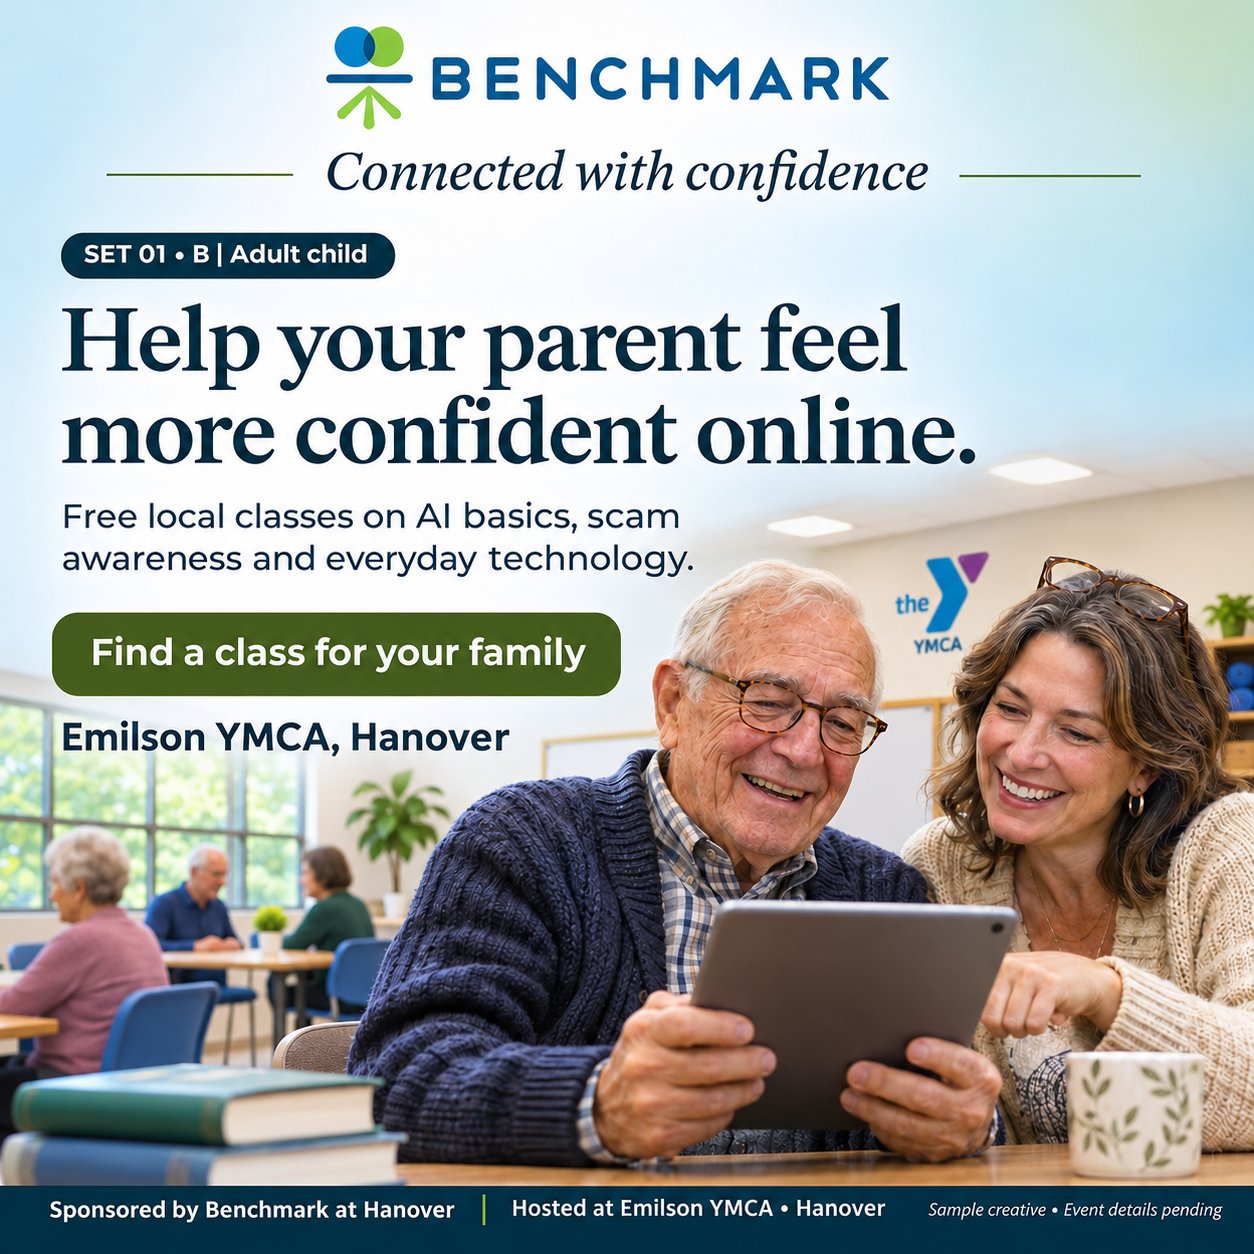 BENCHMARK
Connected with confidence
SET 01 • B | Adult child
Help your parent feel
more confident online.
Free local classes on AI basics, scam
awareness and everyday technology.
Find a class for your family
Emilson YMCA, Hanover
the
YMCA
Sponsored by Benchmark at Hanover | Hosted at Emilson YMCA • Hanover
Sample creative • Event details pending